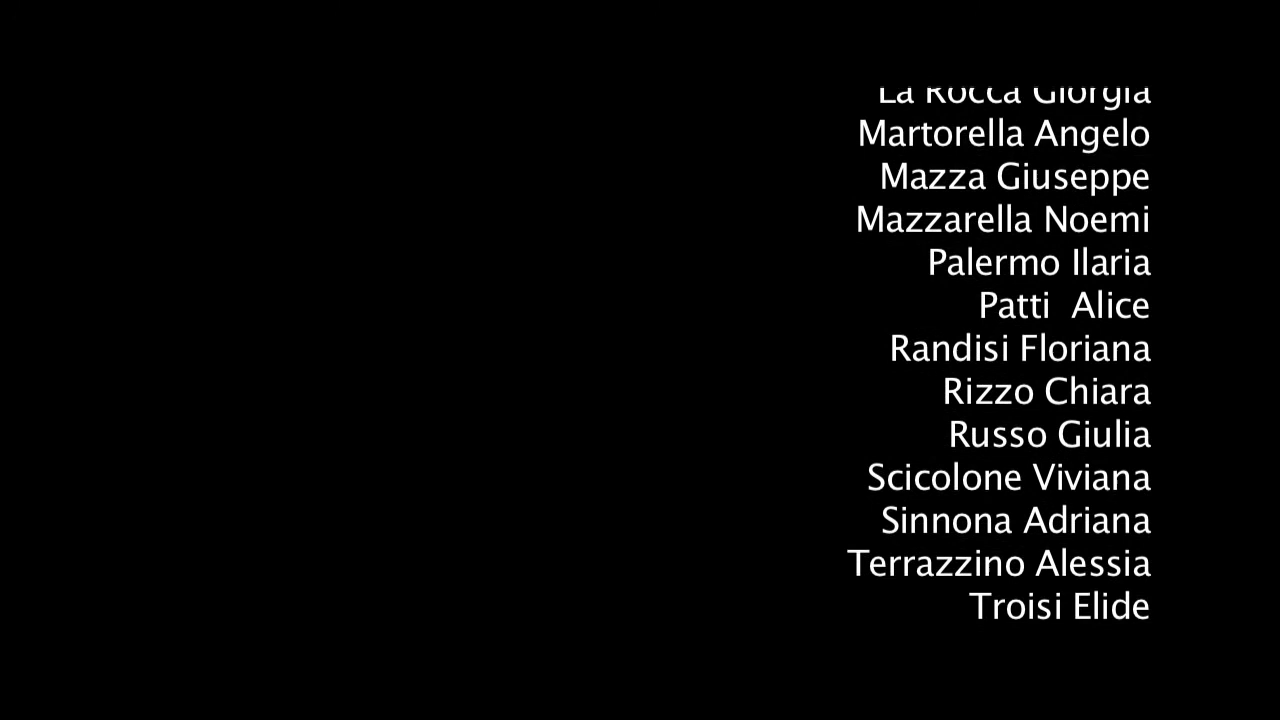 La Rocca Giorgia
Martorella Angelo
Mazza Giuseppe
Mazzarella Noemi
Palermo Ilaria
Patti  Alice
Randisi Floriana
Rizzo Chiara
Russo Giulia
Scicolone Viviana
Sinnona Adriana
Terrazzino Alessia
Troisi Elide